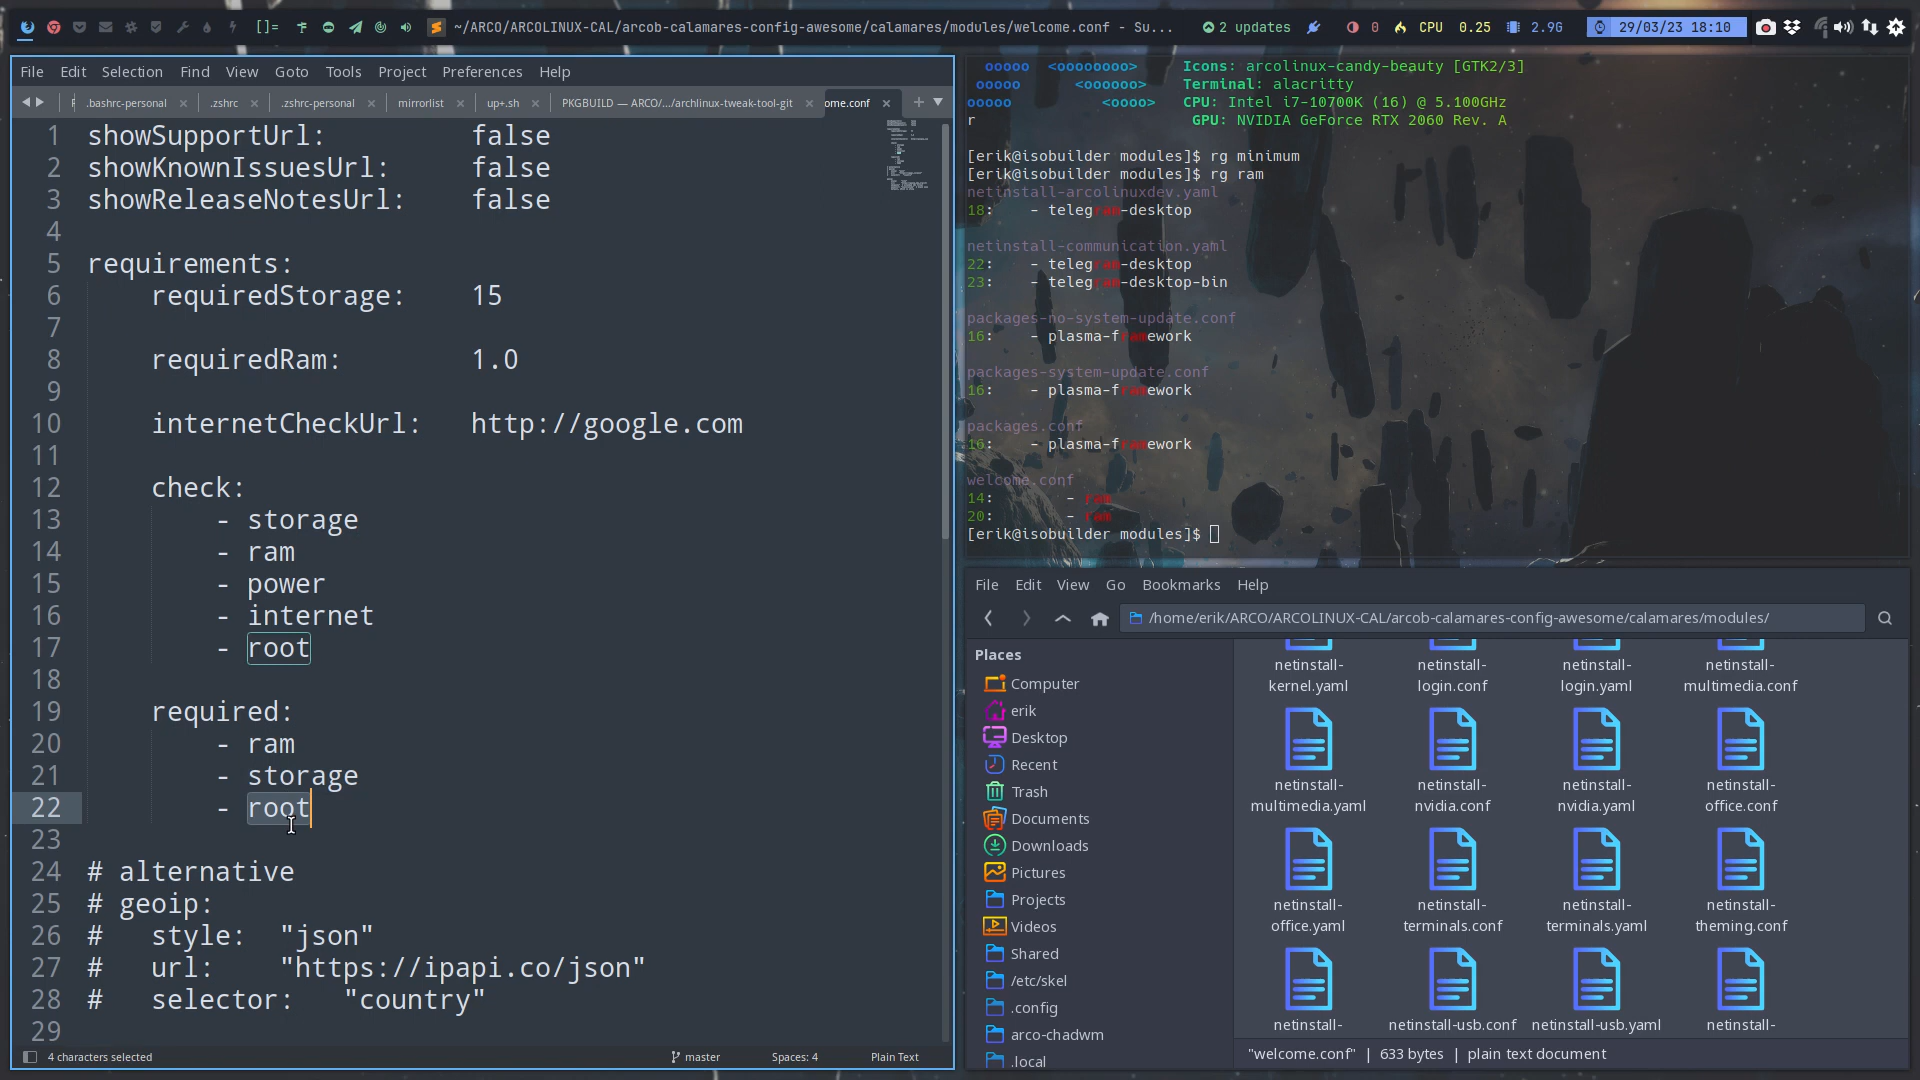 []=
~/ARCO/ARCOLINUX-CAL/arcob-calamares-config-awesome/calamares/modules/welcome.conf - Su...
2 updates
0
CPU 0.25
2.9G
29/03/23 18:10
File Edit Selection Find View Goto Tools Project Preferences Help
.bashrc-personal
.zshrc
.zshrc-personal
mirrorlist
up+.sh
PKGBUILD — ARCO/.../archlinux-tweak-tool-git
ome.conf
1 showSupportUrl: false
2 showKnownIssuesUrl: false
3 showReleaseNotesUrl: false
4
5 requirements:
6 requiredStorage: 15
7
8 requiredRam: 1.0
9
10 internetCheckUrl: http://google.com
11
12 check:
13 - storage
14 - ram
15 - power
16 - internet
17 - root
18
19 required:
20 - ram
21 - storage
22 - root
23
24 # alternative
25 # geoip:
26 # style: "json"
27 # url: "https://ipapi.co/json"
28 # selector: "country"
29
4 characters selected
master
Spaces: 4
Plain Text
ooooo <oooooooo> Icons: arcolinux-candy-beauty [GTK2/3]
ooooo <oooooo> Terminal: alacritty
ooooo <oooo> CPU: Intel i7-10700K (16) @ 5.100GHz
r GPU: NVIDIA GeForce RTX 2060 Rev. A
[erik@isobuilder modules]$ rg minimum
[erik@isobuilder modules]$ rg ram
netinstall-arcolinuxdev.yaml
18: - telegram-desktop
netinstall-communication.yaml
22: - telegram-desktop
23: - telegram-desktop-bin
packages-no-system-update.conf
16: - plasma-framework
packages-system-update.conf
16: - plasma-framework
packages.conf
16: - plasma-framework
welcome.conf
14: - ram
20: - ram
[erik@isobuilder modules]$
File Edit View Go Bookmarks Help
/home/erik/ARCO/ARCOLINUX-CAL/arcob-calamares-config-awesome/calamares/modules/
Places
Computer
erik
Desktop
Recent
Trash
Documents
Downloads
Pictures
Projects
Videos
Shared
/etc/skel
.config
arco-chadwm
.local
netinstall-
kernel.yaml
netinstall-
login.conf
netinstall-
login.yaml
netinstall-
multimedia.conf
netinstall-
multimedia.yaml
netinstall-
nvidia.conf
netinstall-
nvidia.yaml
netinstall-
office.conf
netinstall-
office.yaml
netinstall-
terminals.conf
netinstall-
terminals.yaml
netinstall-
theming.conf
netinstall-
netinstall-usb.conf
netinstall-usb.yaml
netinstall-
"welcome.conf" | 633 bytes | plain text document